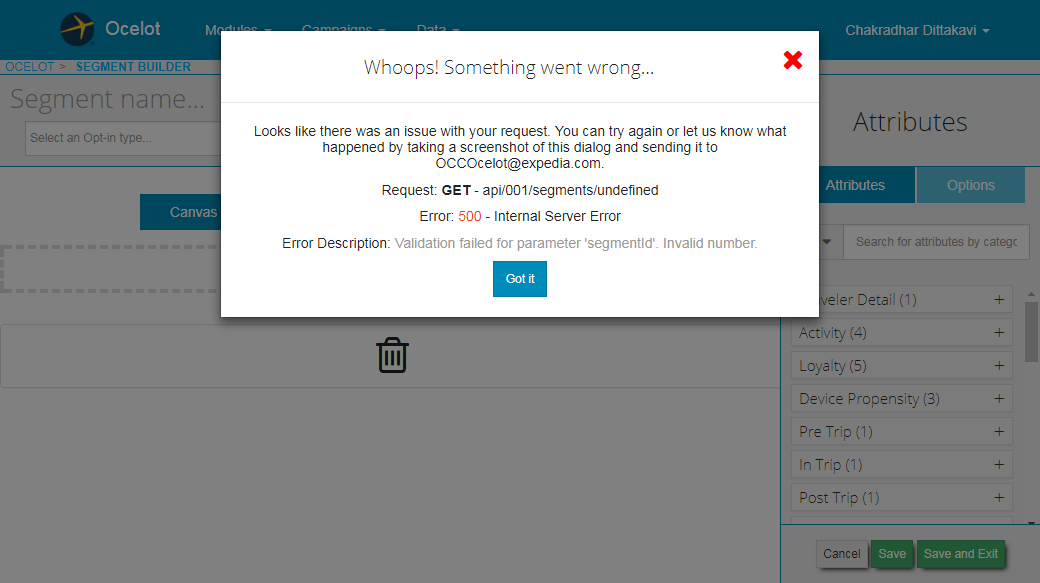 Ocelot
Modules
Campaigns
Data
Chakradhar Dittakavi
OCELOT > SEGMENT BUILDER
Segment name...
Select an Opt-in type...
Whoops! Something went wrong...
Looks like there was an issue with your request. You can try again or let us know what
happened by taking a screenshot of this dialog and sending it to
OCCOcelot@expedia.com.
Request: GET - api/001/segments/undefined
Error: 500 - Internal Server Error
Error Description: Validation failed for parameter 'segmentId'. Invalid number.
Got it
Canvas
Attributes
Attributes
Options
Search for attributes by catego
veler Detail (1) +
Activity (4) +
Loyalty (5) +
Device Propensity (3) +
Pre Trip (1) +
In Trip (1) +
Post Trip (1) +
Cancel
Save
Save and Exit